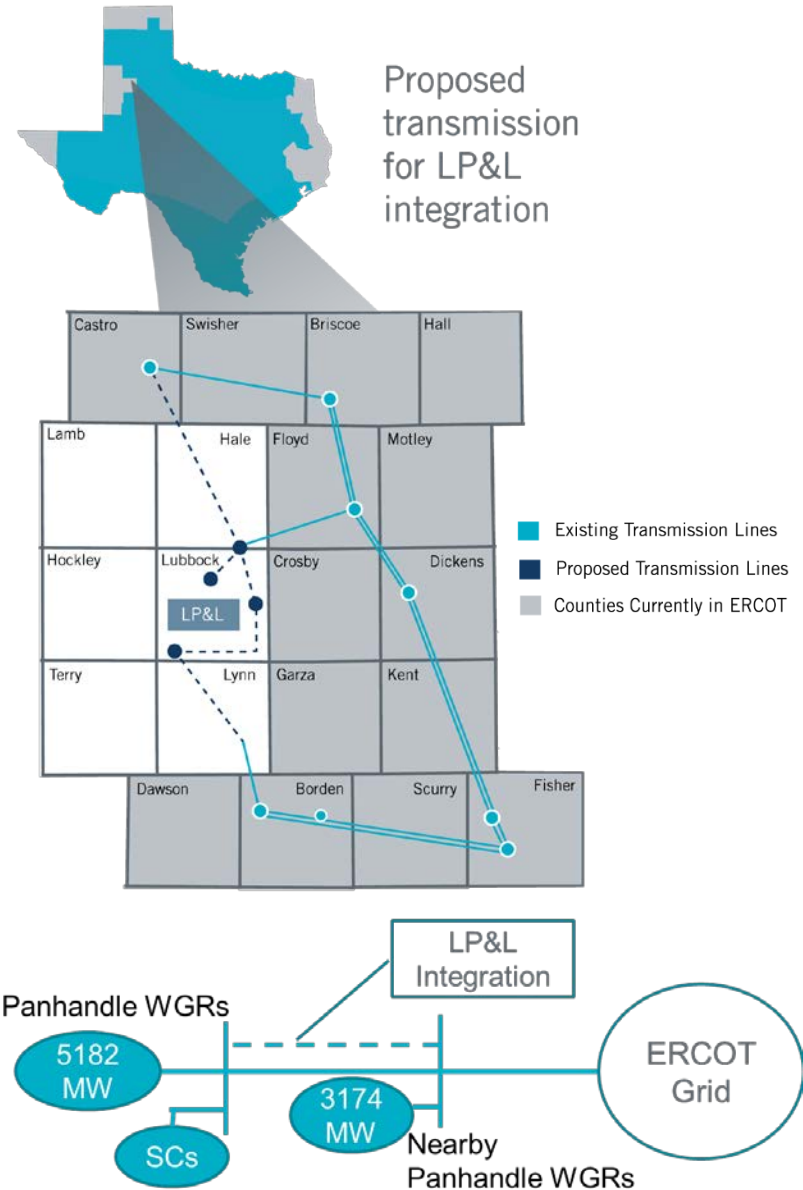 Proposed
transmission
for LP&L
integration
Castro
Swisher
Briscoe
Hall
Lamb
Hale
Floyd
Motley
Existing Transmission Lines
Hockley
Lubbock
Crosby
Dickens
Proposed Transmission Lines
Counties Currently in ERCOT
LP&L
Terry
Lynn
Garza
Kent
Dawson
Borden
Scurry
Fisher
LP&L
Integration
Panhandle WGRs
5182
MW
ERCOT
Grid
3174
MW
SCs
Nearby
Panhandle WGRs